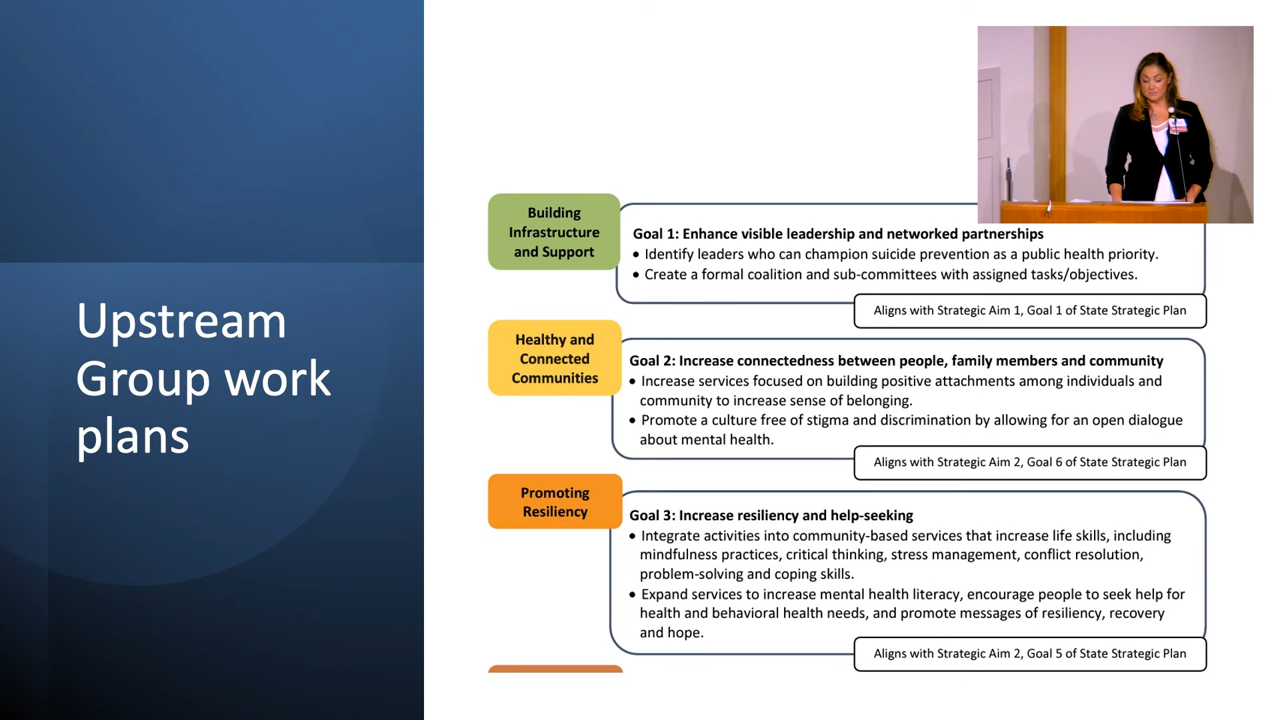 Upstream
Group work
plans
Building
Infrastructure
and Support
Goal 1: Enhance visible leadership and networked partnerships
• Identify leaders who can champion suicide prevention as a public health priority.
• Create a formal coalition and sub-committees with assigned tasks/objectives.
Aligns with Strategic Aim 1, Goal 1 of State Strategic Plan
Healthy and
Connected
Communities
Goal 2: Increase connectedness between people, family members and community
• Increase services focused on building positive attachments among individuals and
community to increase sense of belonging.
• Promote a culture free of stigma and discrimination by allowing for an open dialogue
about mental health.
Aligns with Strategic Aim 2, Goal 6 of State Strategic Plan
Promoting
Resiliency
Goal 3: Increase resiliency and help-seeking
• Integrate activities into community-based services that increase life skills, including
mindfulness practices, critical thinking, stress management, conflict resolution,
problem-solving and coping skills.
• Expand services to increase mental health literacy, encourage people to seek help for
health and behavioral health needs, and promote messages of resiliency, recovery
and hope.
Aligns with Strategic Aim 2, Goal 5 of State Strategic Plan